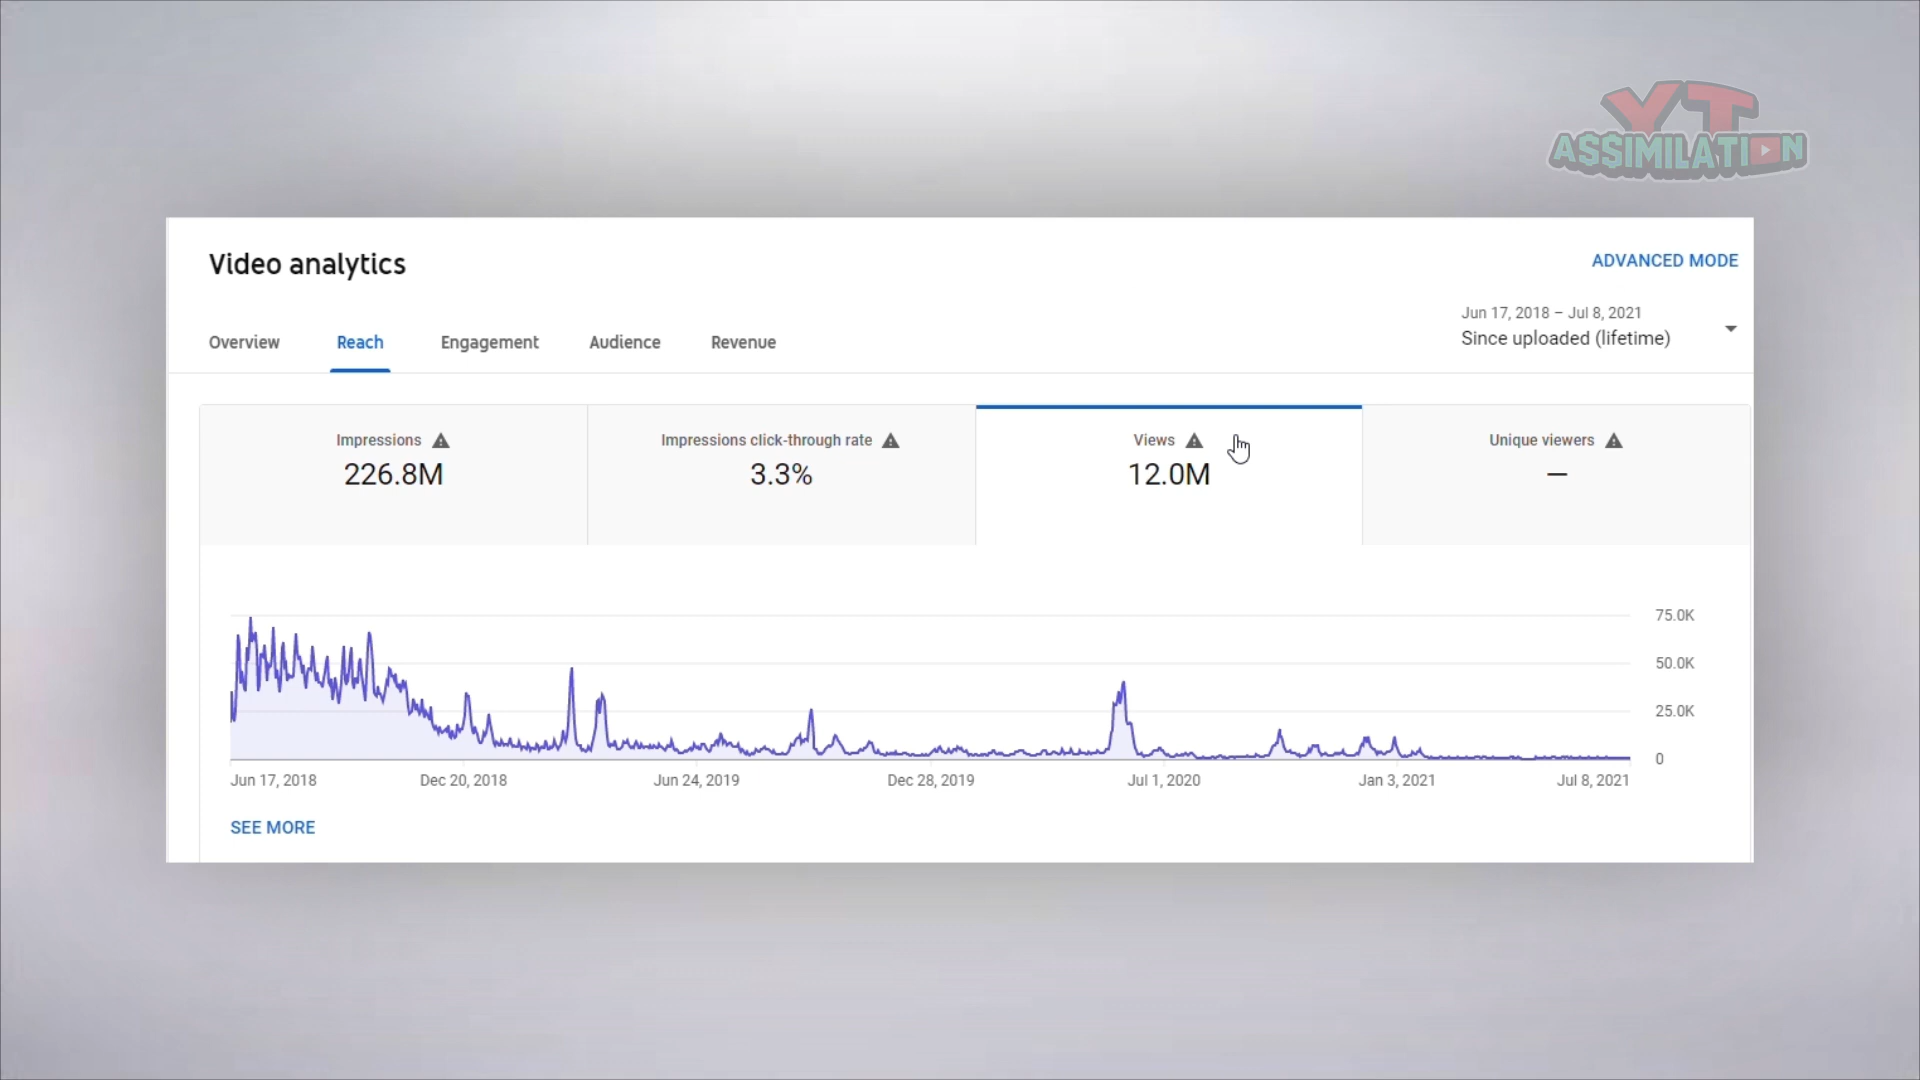 YT
ASSIMILATION
Video analytics
ADVANCED MODE
Jun 17, 2018 – Jul 8, 2021
Since uploaded (lifetime)
Overview Reach Engagement Audience Revenue
Impressions Impressions click-through rate Views Unique viewers
226.8M 3.3% 12.0M —
75.0K
50.0K
25.0K
0
Jun 17, 2018 Dec 20, 2018 Jun 24, 2019 Dec 28, 2019 Jul 1, 2020 Jan 3, 2021 Jul 8, 2021
SEE MORE